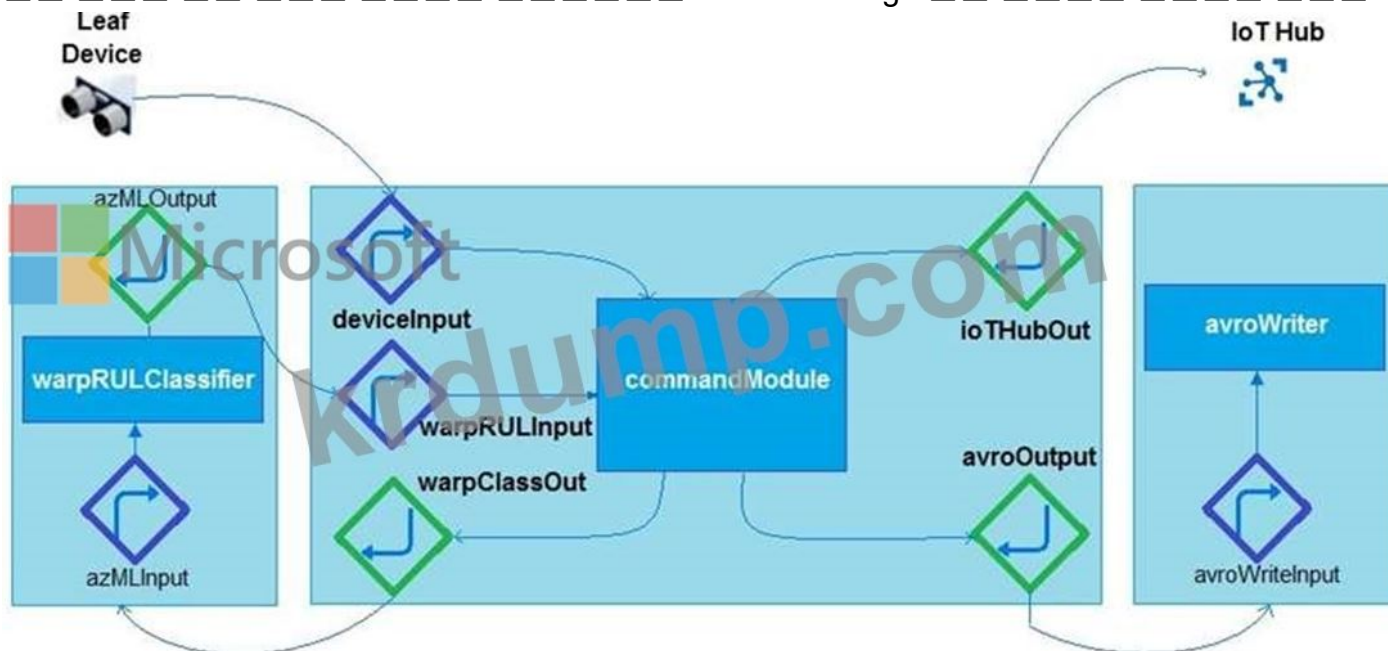 Leaf
Device
IoT Hub
azMLOutput
Microsoft
deviceInput
ioTHubOut
avroWriter
warpRULClassifier
commandModule
warpRULInput
avroOutput
warpClassOut
azMLInput
avroWriteInput
krdump.com